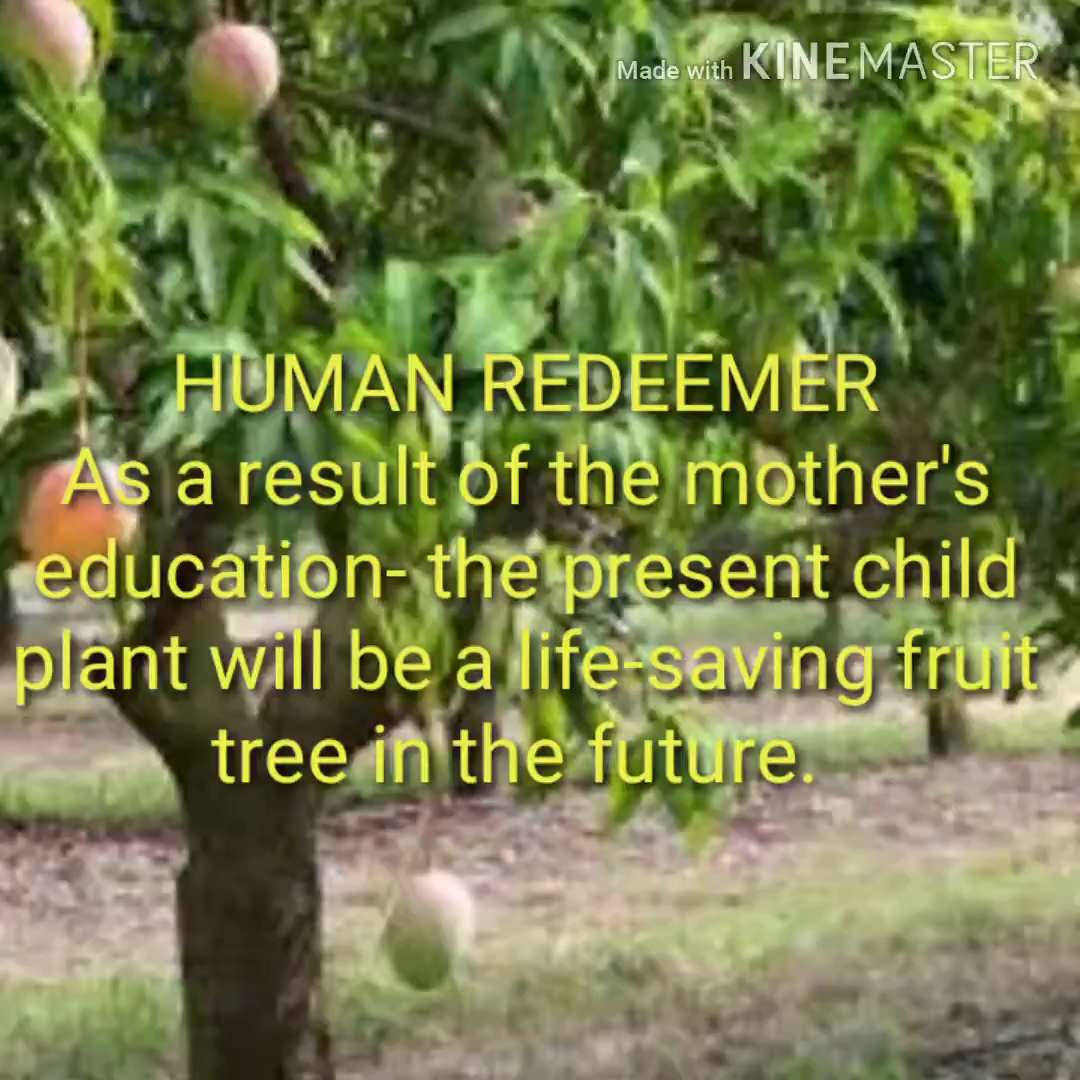 Made with KINEMASTER
HUMAN REDEEMER
As a result of the mother's
education- the present child
plant will be a life-saving fruit
tree in the future.